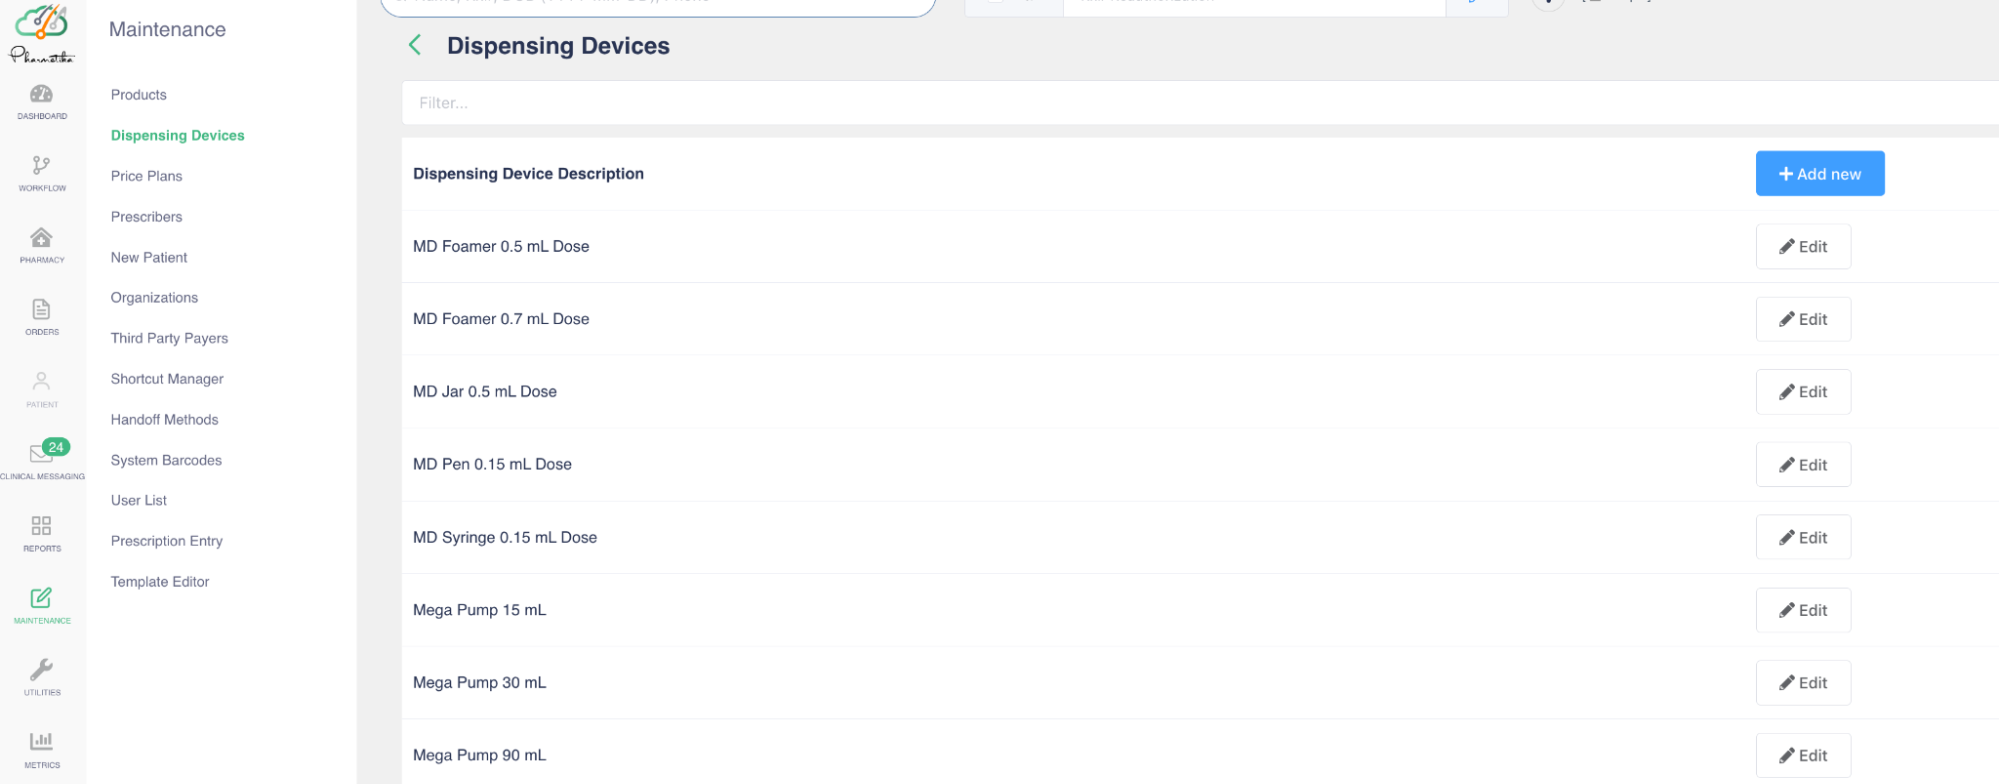 Pharmetika
DASHBOARD
WORKFLOW
PHARMACY
ORDERS
PATIENT
24
CLINICAL MESSAGING
REPORTS
MAINTENANCE
UTILITIES
METRICS
Maintenance
Products
Dispensing Devices
Price Plans
Prescribers
New Patient
Organizations
Third Party Payers
Shortcut Manager
Handoff Methods
System Barcodes
User List
Prescription Entry
Template Editor
Dispensing Devices
Filter...
Dispensing Device Description
Add new
MD Foamer 0.5 mL Dose
Edit
MD Foamer 0.7 mL Dose
Edit
MD Jar 0.5 mL Dose
Edit
MD Pen 0.15 mL Dose
Edit
MD Syringe 0.15 mL Dose
Edit
Mega Pump 15 mL
Edit
Mega Pump 30 mL
Edit
Mega Pump 90 mL
Edit